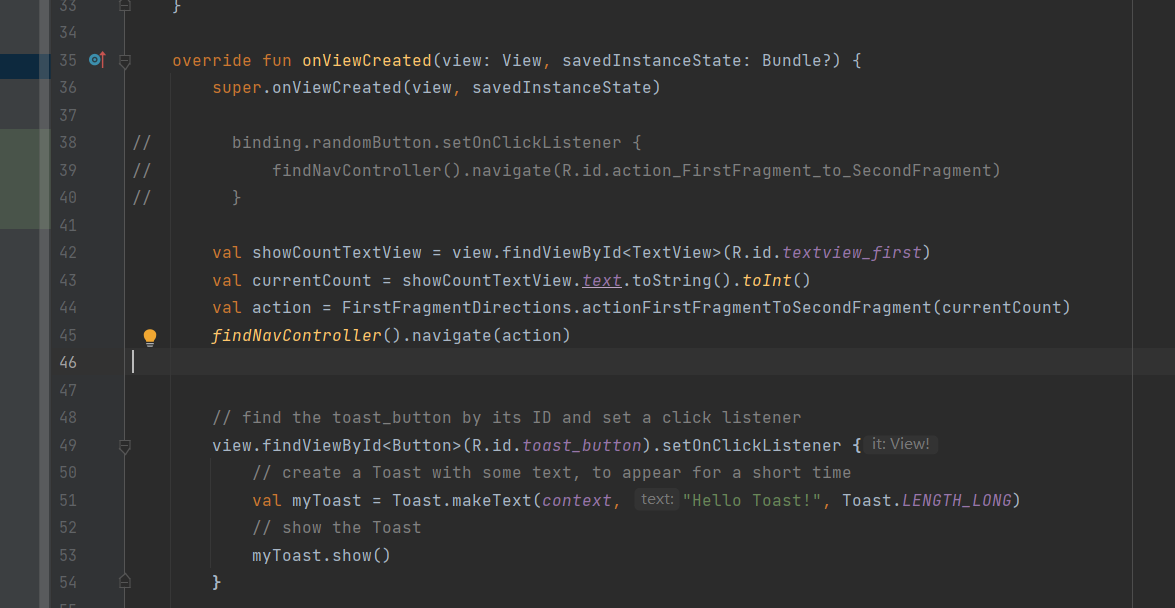 33 }
34
35 override fun onViewCreated(view: View, savedInstanceState: Bundle?) {
36 super.onViewCreated(view, savedInstanceState)
37
38 // binding.randomButton.setOnClickListener {
39 // findNavController().navigate(R.id.action_FirstFragment_to_SecondFragment)
40 // }
41
42 val showCountTextView = view.findViewById<TextView>(R.id.textview_first)
43 val currentCount = showCountTextView.text.toString().toInt()
44 val action = FirstFragmentDirections.actionFirstFragmentToSecondFragment(currentCount)
45 findNavController().navigate(action)
46
47
48 // find the toast_button by its ID and set a click listener
49 view.findViewById<Button>(R.id.toast_button).setOnClickListener { it: View!
50 // create a Toast with some text, to appear for a short time
51 val myToast = Toast.makeText(context, text: "Hello Toast!", Toast.LENGTH_LONG)
52 // show the Toast
53 myToast.show()
54 }